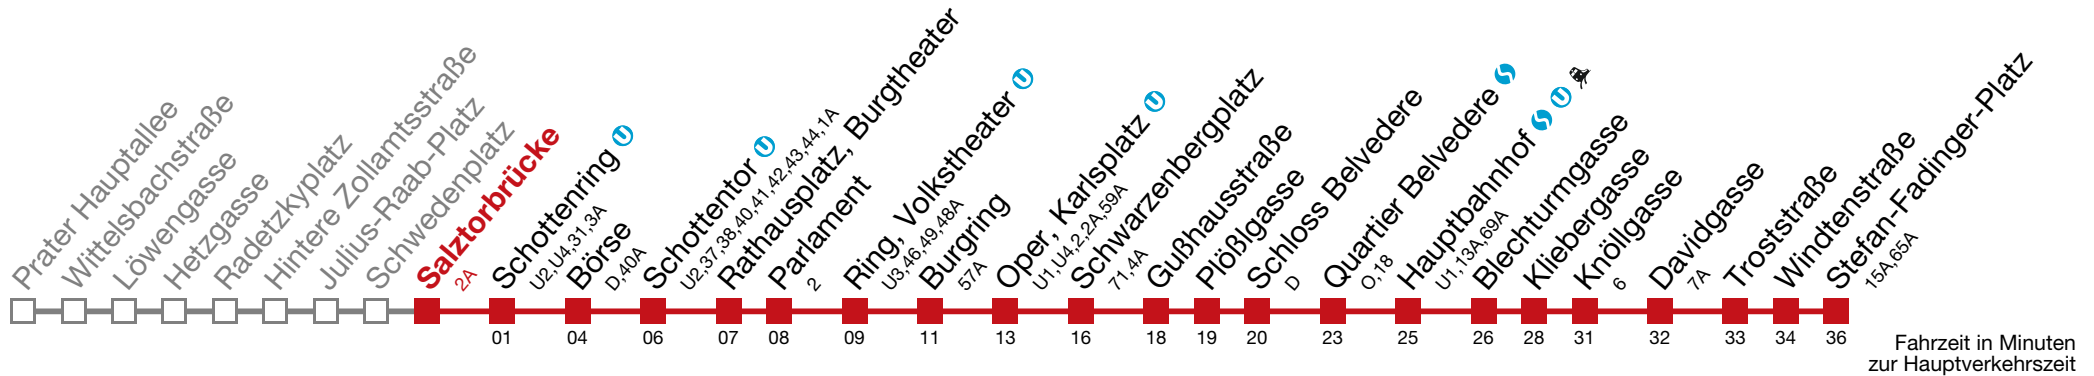 Prater Hauptallee
Wittelsbachstraße
Löwengasse
Hetzgasse
Radetzkyplatz
Hintere Zollamtsstraße
Julius-Raab-Platz
Schwedenplatz
Salztorbrücke
2A
Schottenring U
U2,U4,31,3A
Börse
D,40A
Schottentor U
U2,37,38,40,41,42,43,44,1A
Rathausplatz, Burgtheater
Parlament
2
Ring, Volkstheater U
U3,46,49,48A
Burgring
57A
Oper, Karlsplatz U
U1,U4,2,2A,59A
Schwarzenbergplatz
71,4A
Gußhausstraße
Plößlgasse
Schloss Belvedere
D
Quartier Belvedere S
O,18
Hauptbahnhof S U
U1,13A,69A
Blechturmgasse
Kliebergasse
Knöllgasse
6
Davidgasse
7A
Troststraße
Windtenstraße
Stefan-Fadinger-Platz
15A,65A
01 04 06 07 08 09 11 13 16 18 19 20 23 25 26 28 31 32 33 34 36
Fahrzeit in Minuten
zur Hauptverkehrszeit